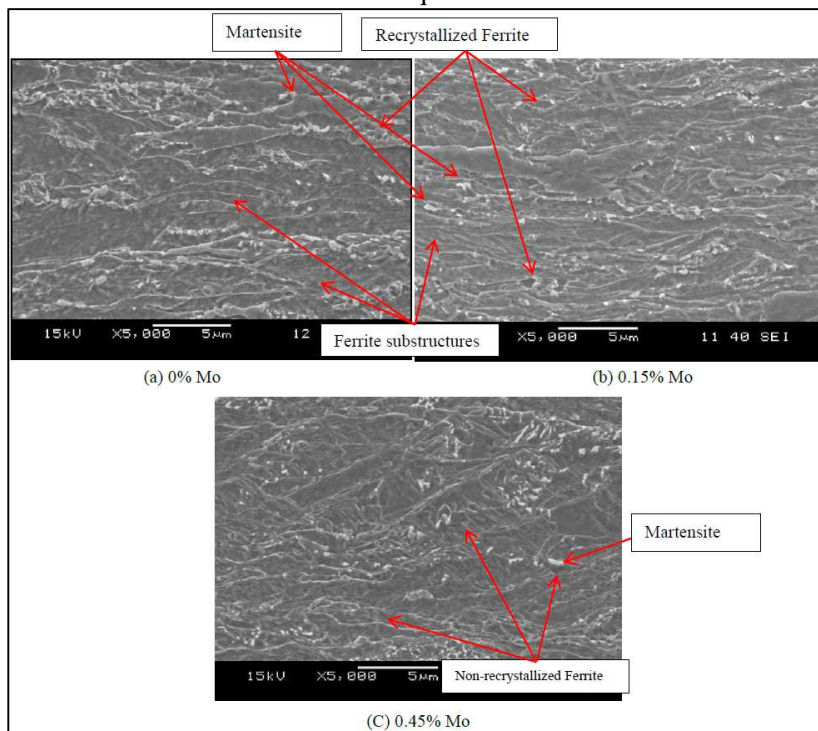 Martensite
Recrystallized Ferrite
15kV X5,000 5μm 12
X5,000 5μm 11 40 SEI
Ferrite substructures
(a) 0% Mo
(b) 0.15% Mo
Martensite
Non-recrystallized Ferrite
15kV X5,000 5μm
(C) 0.45% Mo